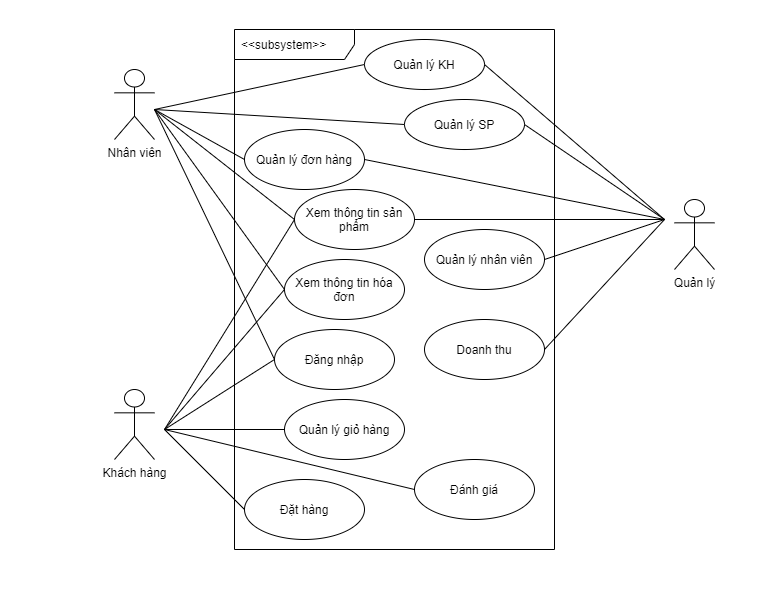 <<subsystem>>
Quản lý KH
Nhân viên
Quản lý SP
Quản lý đơn hàng
Xem thông tin sản
phẩm
Quản lý nhân viên
Quản lý
Xem thông tin hóa
đơn
Đăng nhập
Doanh thu
Quản lý giỏ hàng
Khách hàng
Đánh giá
Đặt hàng